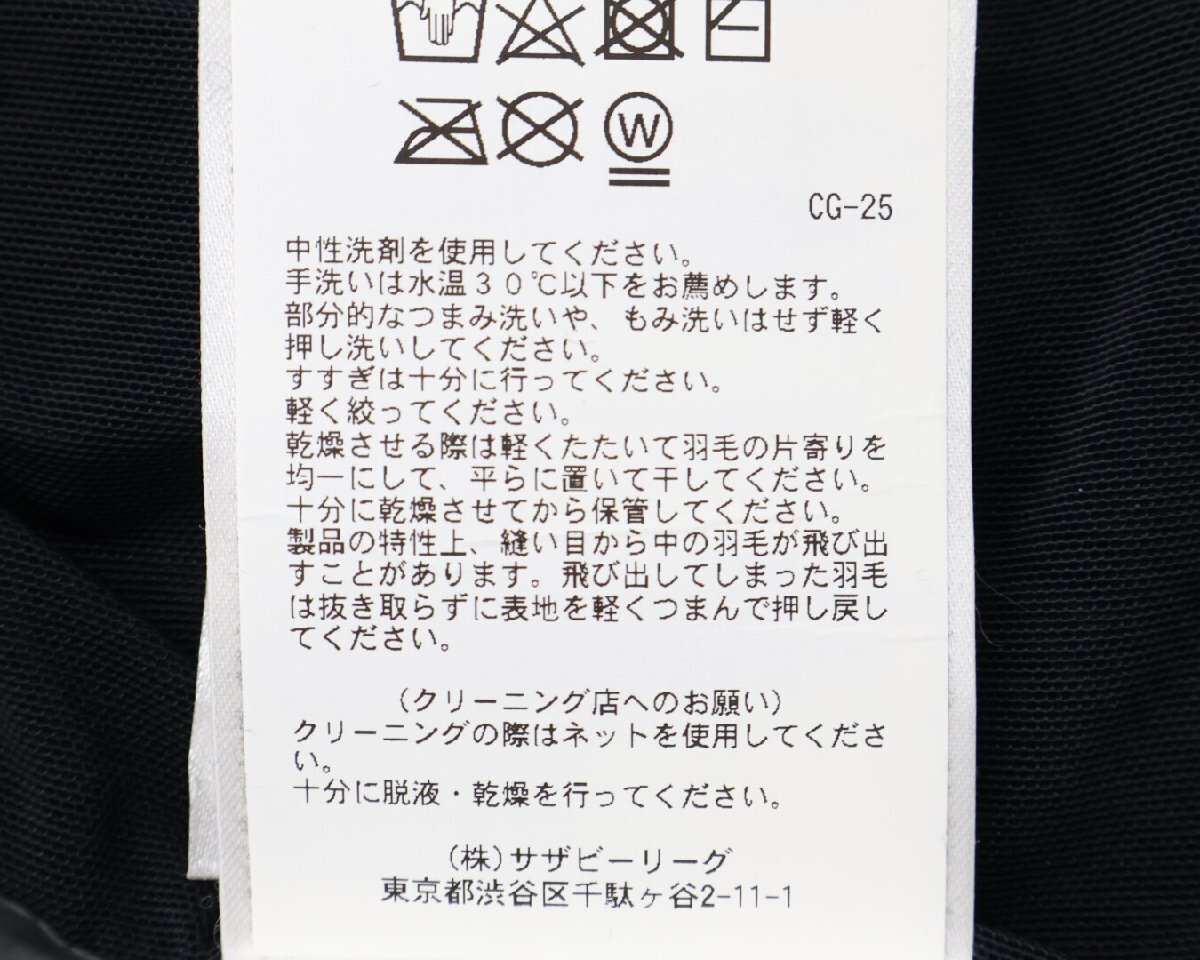 W
CG-25
中性洗剤を使用してください。
手洗いは水温３０℃以下をお薦めします。
部分的なつまみ洗いや、もみ洗いはせず軽く
押し洗いしてください。
すすぎは十分に行ってください。
軽く絞ってください。
乾燥させる際は軽くたたいて羽毛の片寄りを
均一にして、平らに置いて干してください。
十分に乾燥させてから保管してください。
製品の特性上、縫い目から中の羽毛が飛び出
すことがあります。飛び出してしまった羽毛
は抜き取らずに表地を軽くつまんで押し戻し
てください。
(クリーニング店へのお願い)
クリーニングの際はネットを使用してくださ
い。
十分に脱液・乾燥を行ってください。
(株)サザビーリーグ
東京都渋谷区千駄ヶ谷2-11-1